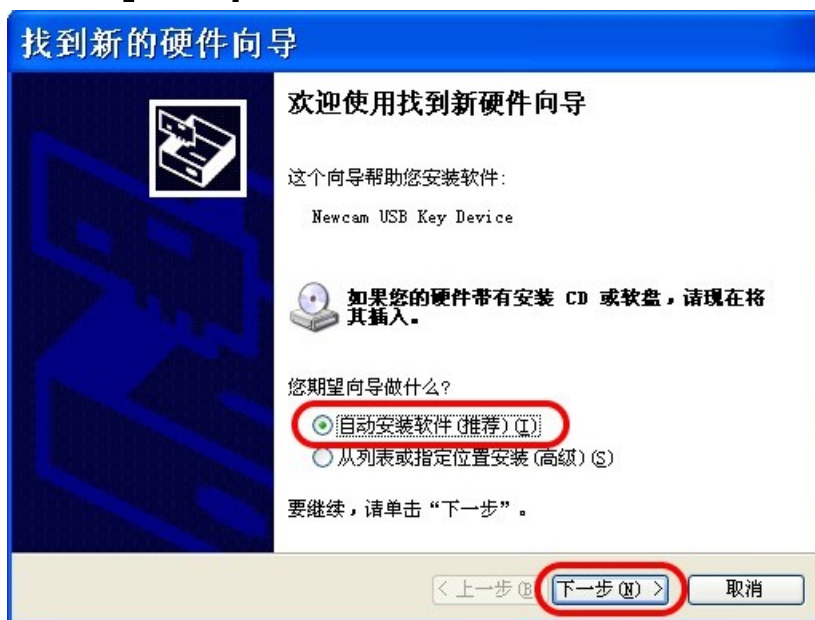 找到新的硬件向导
欢迎使用找到新硬件向导
这个向导帮助您安装软件:
Newcam USB Key Device
如果您的硬件带有安装 CD 或软盘，请现在将
其插入。
您期望向导做什么?
自动安装软件(推荐)(I)
从列表或指定位置安装(高级)(S)
要继续，请单击“下一步”。
< 上一步(B
下一步(N) >
取消